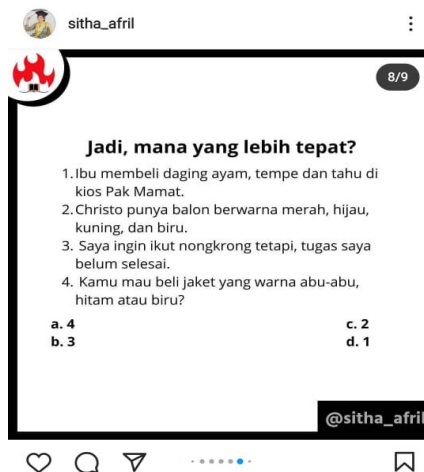 sitha_afril
8/9
Jadi, mana yang lebih tepat?
1. Ibu membeli daging ayam, tempe dan tahu di
kios Pak Mamat.
2. Christo punya balon berwarna merah, hijau,
kuning, dan biru.
3. Saya ingin ikut nongkrong tetapi, tugas saya
belum selesai.
4. Kamu mau beli jaket yang warna abu-abu,
hitam atau biru?
a. 4 c. 2
b. 3 d. 1
@sitha_afril